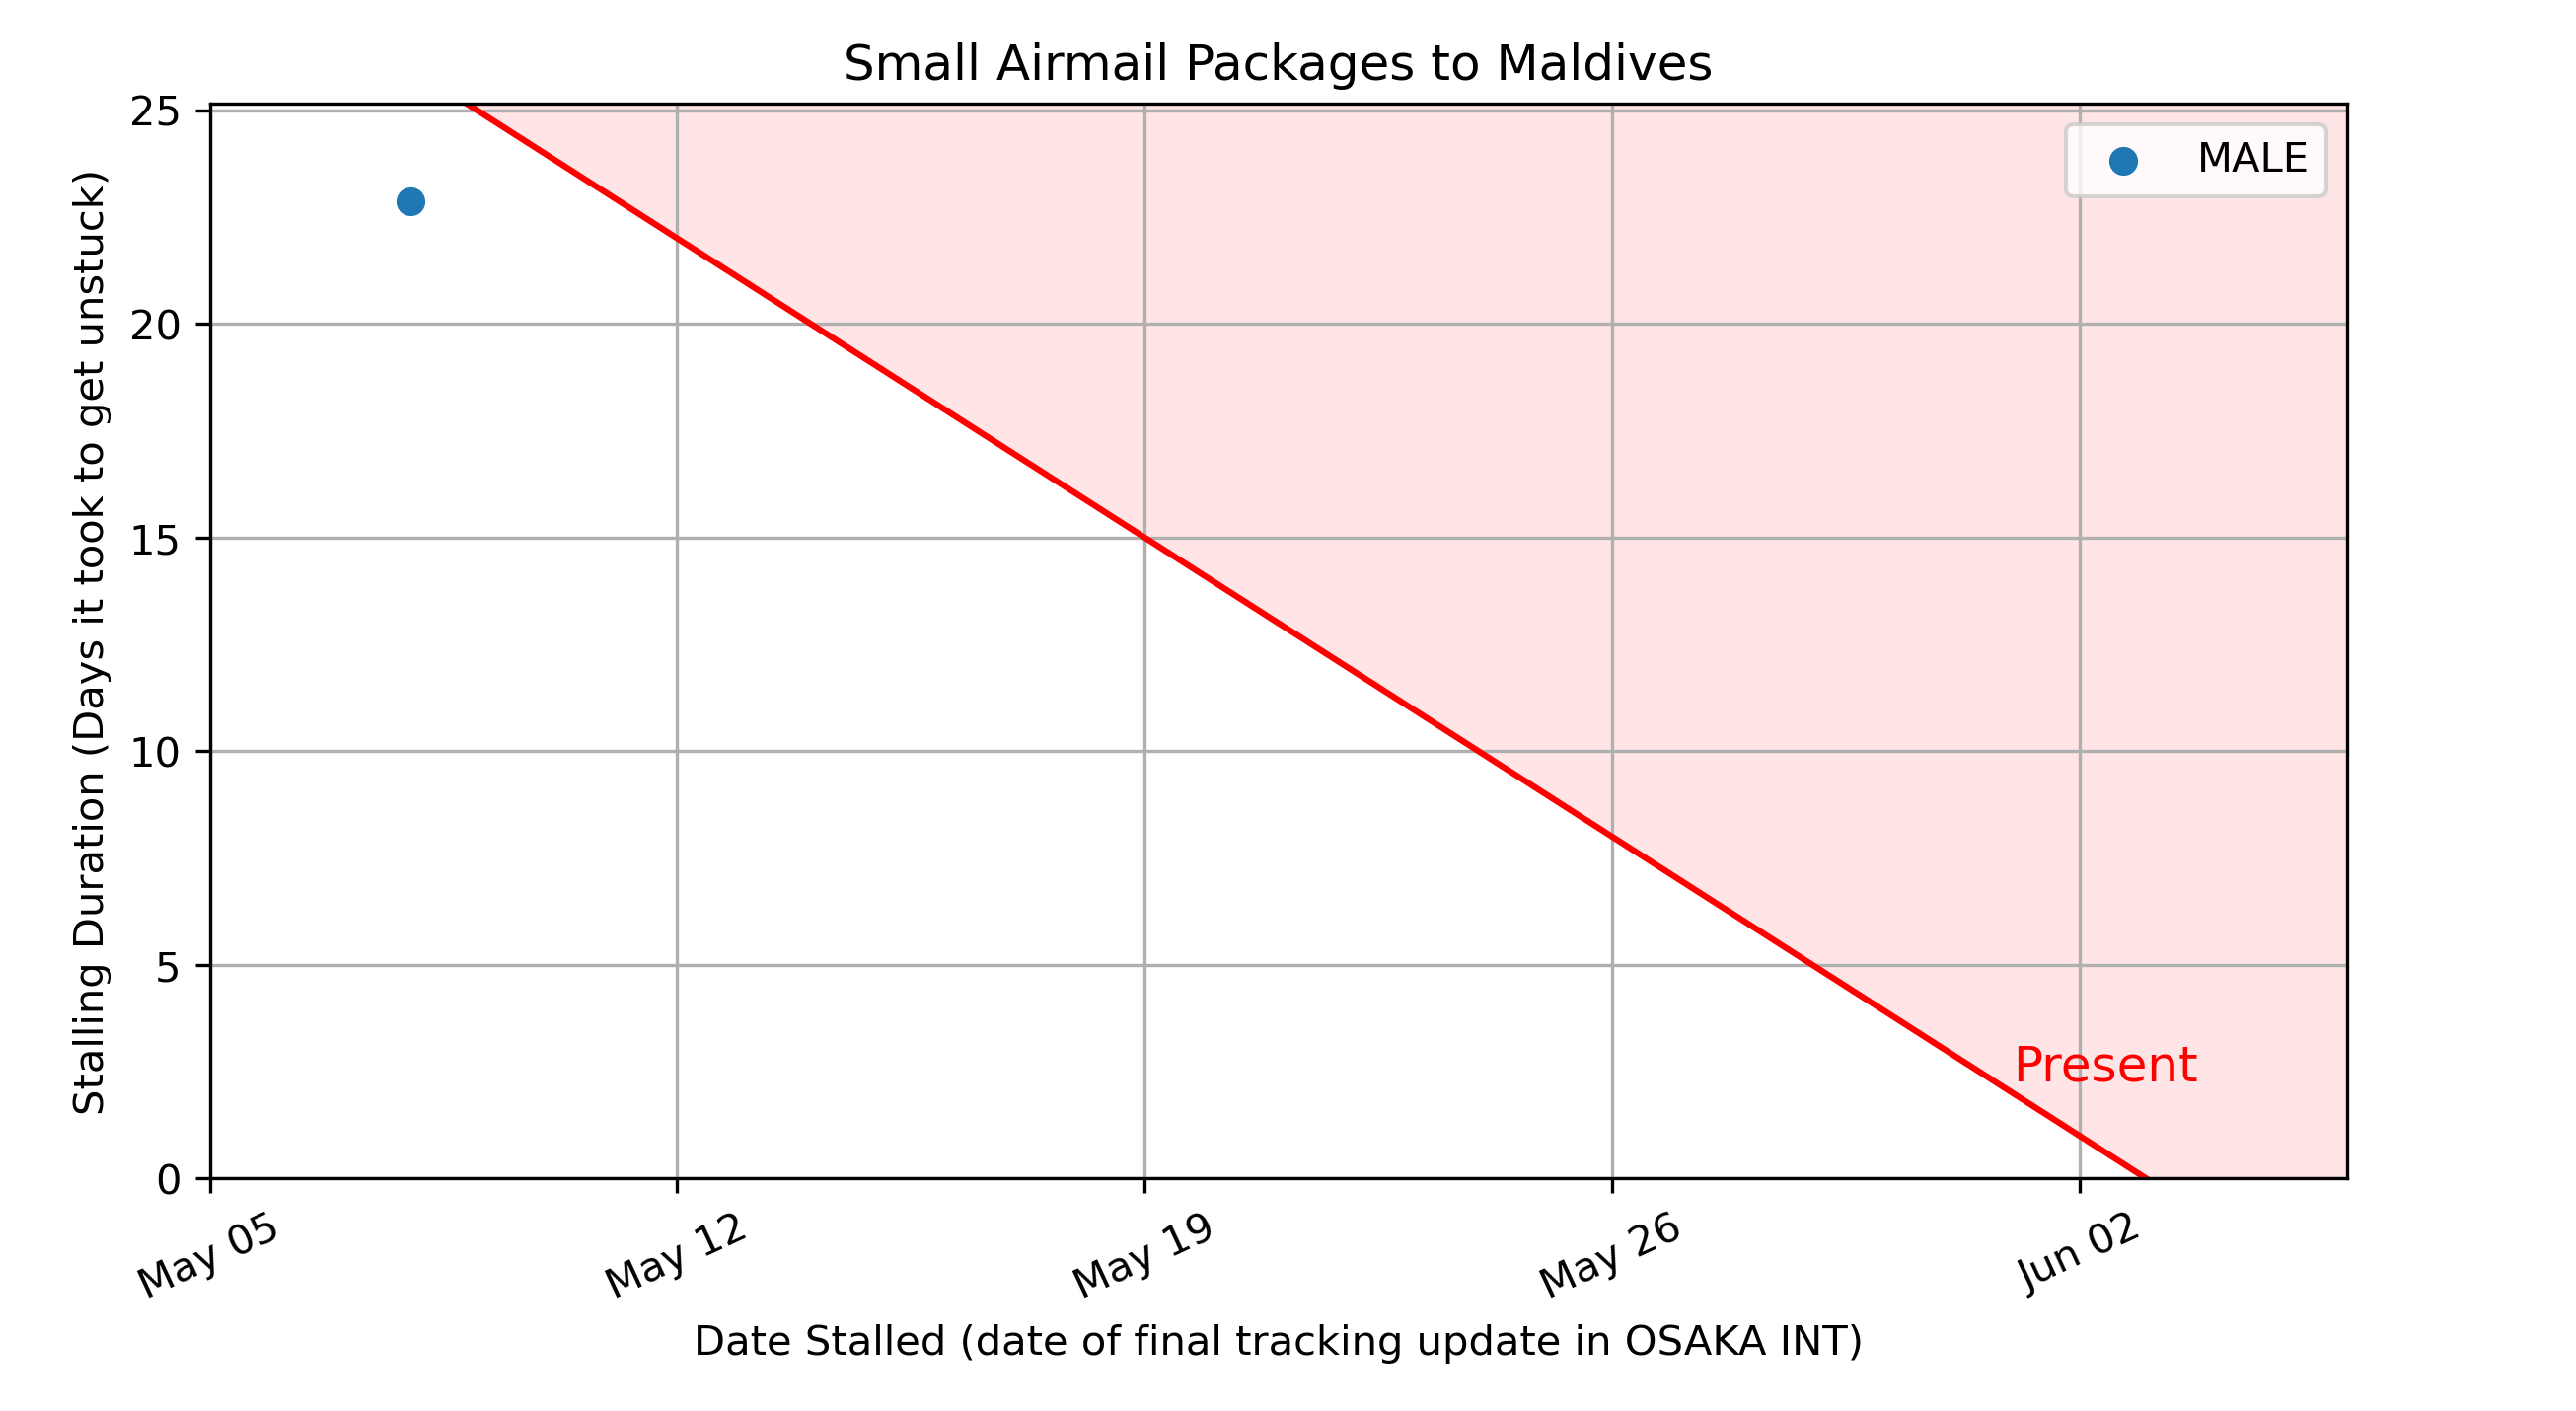 Small Airmail Packages to Maldives
25
20
15
10
5
0
Stalling Duration (Days it took to get unstuck)
MALE
Present
May 05
May 12
May 19
May 26
Jun 02
Date Stalled (date of final tracking update in OSAKA INT)